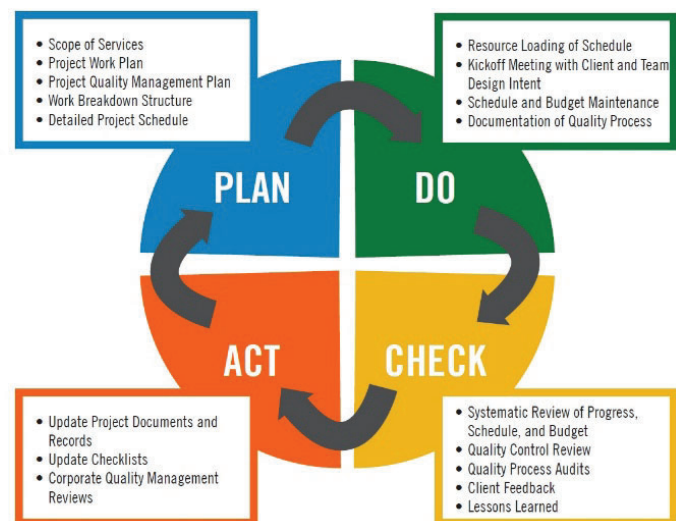 • Scope of Services
• Project Work Plan
• Project Quality Management Plan
• Work Breakdown Structure
• Detailed Project Schedule
• Resource Loading of Schedule
• Kickoff Meeting with Client and Team
Design Intent
• Schedule and Budget Maintenance
• Documentation of Quality Process
PLAN
DO
ACT
CHECK
• Update Project Documents and
Records
• Update Checklists
• Corporate Quality Management
Reviews
• Systematic Review of Progress,
Schedule, and Budget
• Quality Control Review
• Quality Process Audits
• Client Feedback
• Lessons Learned